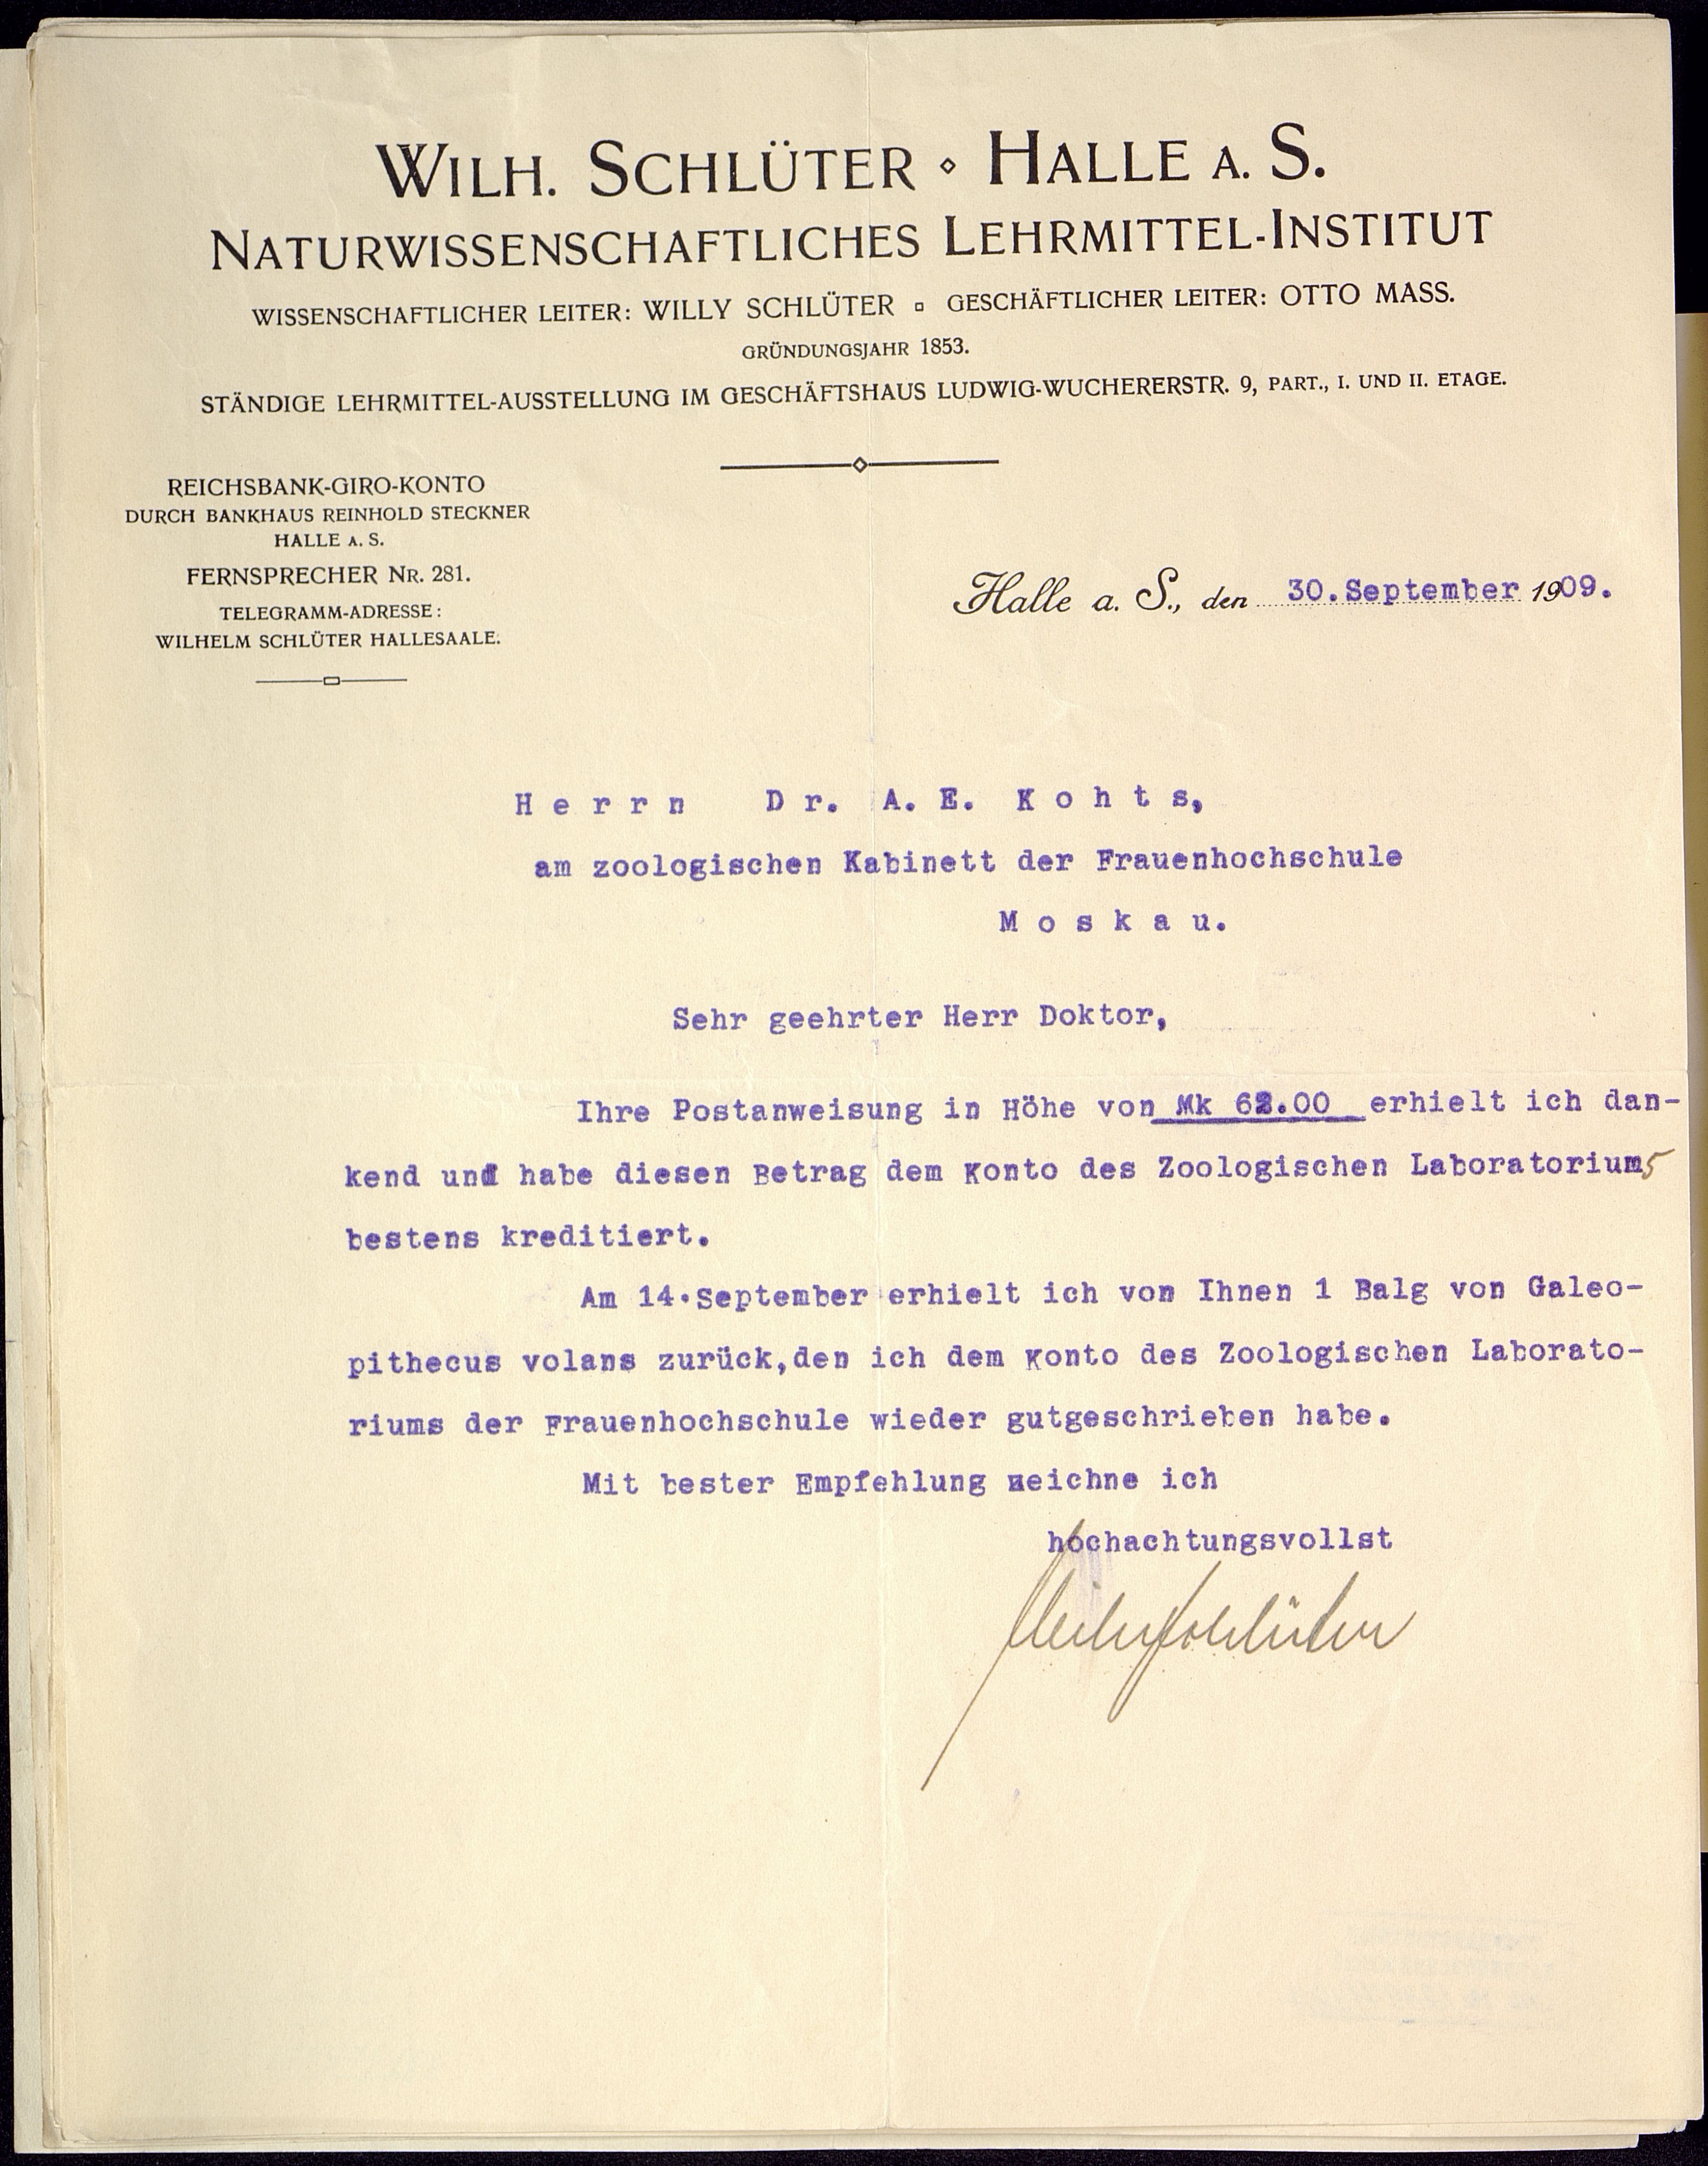 WILH. SCHLÜTER ⋄ HALLE A. S.
NATURWISSENSCHAFTLICHES LEHRMITTEL-INSTITUT
WISSENSCHAFTLICHER LEITER: WILLY SCHLÜTER ▫ GESCHÄFTLICHER LEITER: OTTO MASS.
GRÜNDUNGSJAHR 1853.
STÄNDIGE LEHRMITTEL-AUSSTELLUNG IM GESCHÄFTSHAUS LUDWIG-WUCHERERSTR. 9, PART., I. UND II. ETAGE.
REICHSBANK-GIRO-KONTO
DURCH BANKHAUS REINHOLD STECKNER
HALLE A. S.
FERNSPRECHER NR. 281.
TELEGRAMM-ADRESSE:
WILHELM SCHLÜTER HALLESAALE.
Halle a. S., den 30.September 1909.
Herrn Dr. A. E. Kohts,
am zoologischen Kabinett der Frauenhochschule
Moskau.
Sehr geehrter Herr Doktor,
Ihre Postanweisung in Höhe von Mk 62.00 erhielt ich dan-
kend und habe diesen Betrag dem Konto des Zoologischen Laboratoriums
bestens kreditiert.
Am 14.September erhielt ich von Ihnen 1 Balg von Galeo-
pithecus volans zurück,den ich dem Konto des Zoologischen Laborato-
riums der Frauenhochschule wieder gutgeschrieben habe.
Mit bester Empfehlung zeichne ich
hochachtungsvollst
Wilh. Schlüter